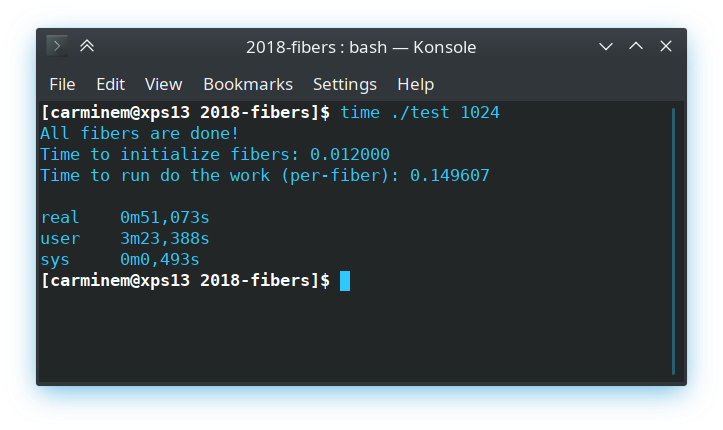 2018-fibers : bash — Konsole
File Edit View Bookmarks Settings Help
[carminem@xps13 2018-fibers]$ time ./test 1024
All fibers are done!
Time to initialize fibers: 0.012000
Time to run do the work (per-fiber): 0.149607
real 0m51,073s
user 3m23,388s
sys 0m0,493s
[carminem@xps13 2018-fibers]$